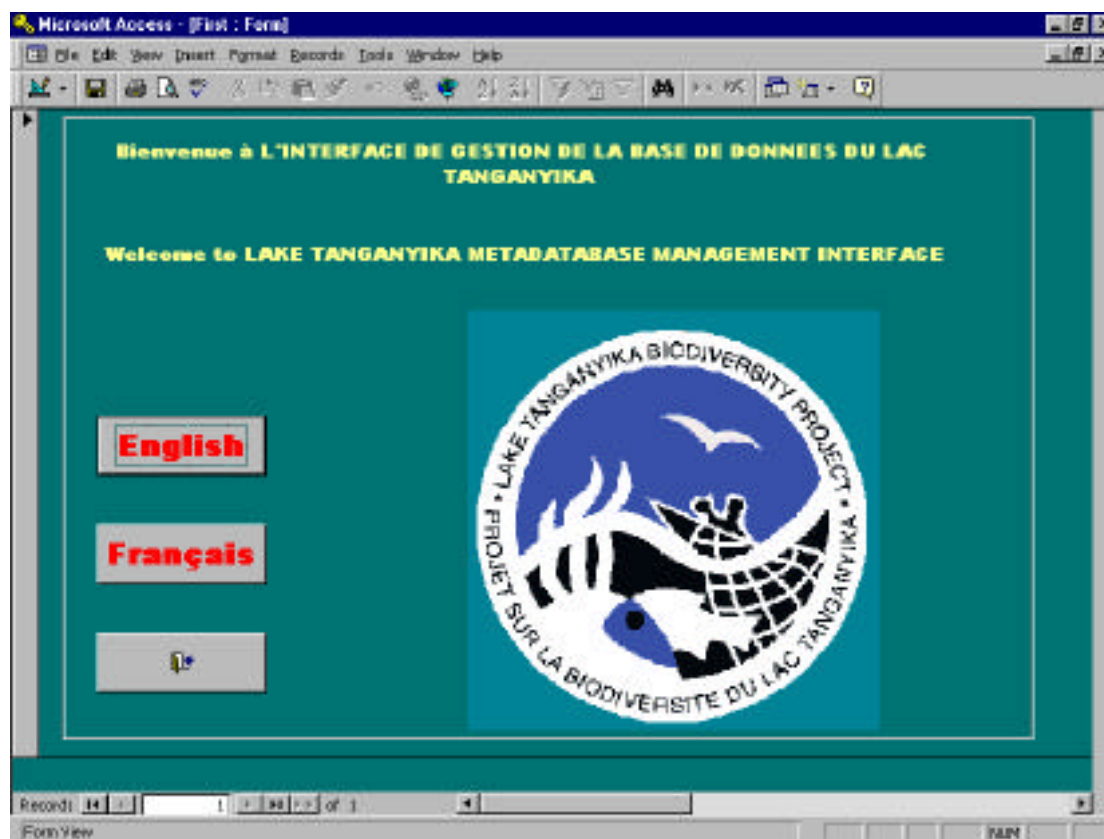 Microsoft Access - [First : Form]
File Edit View Insert Format Records Tools Window Help
Bienvenue à L'INTERFACE DE GESTION DE LA BASE DE DONNEES DU LAC
TANGANYIKA
Welcome to LAKE TANGANYIKA METADATABASE MANAGEMENT INTERFACE
• LAKE TANGANYIKA BIODIVERSITY PROJECT •
PROJET SUR LA BIODIVERSITE DU LAC TANGANYIKA
English
Français
Record: 1 of 1
Form View NUM